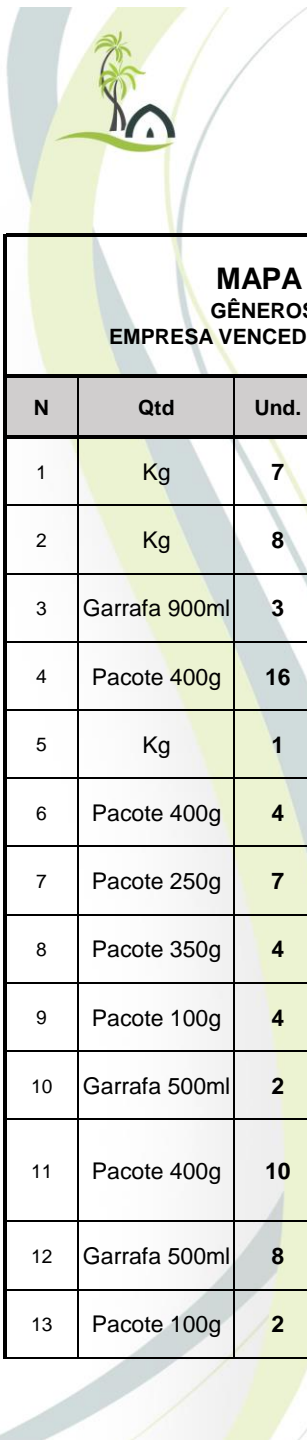 MAPA
GÊNEROS
EMPRESA VENCED
N Qtd Und.
1 Kg 7
2 Kg 8
3 Garrafa 900ml 3
4 Pacote 400g 16
5 Kg 1
6 Pacote 400g 4
7 Pacote 250g 7
8 Pacote 350g 4
9 Pacote 100g 4
10 Garrafa 500ml 2
11 Pacote 400g 10
12 Garrafa 500ml 8
13 Pacote 100g 2